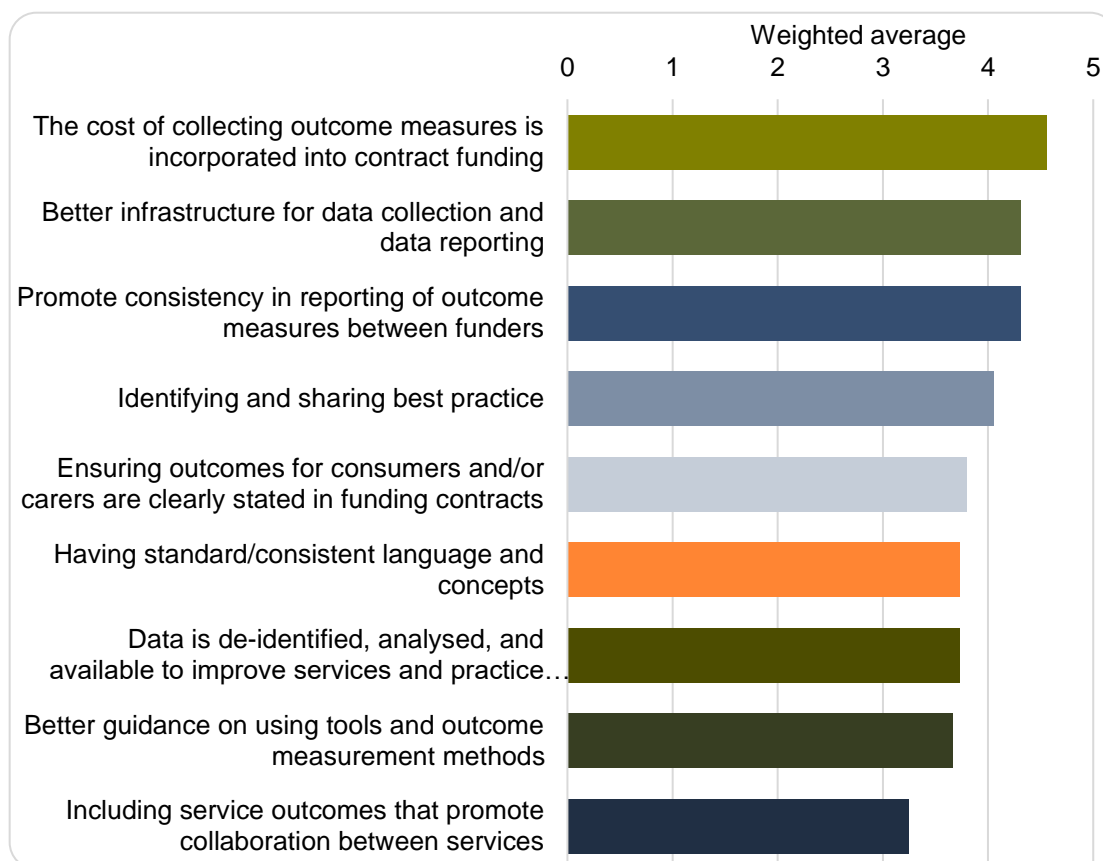 Weighted average
0 1 2 3 4 5
The cost of collecting outcome measures is
incorporated into contract funding
Better infrastructure for data collection and
data reporting
Promote consistency in reporting of outcome
measures between funders
Identifying and sharing best practice
Ensuring outcomes for consumers and/or
carers are clearly stated in funding contracts
Having standard/consistent language and
concepts
Data is de-identified, analysed, and
available to improve services and practice…
Better guidance on using tools and outcome
measurement methods
Including service outcomes that promote
collaboration between services